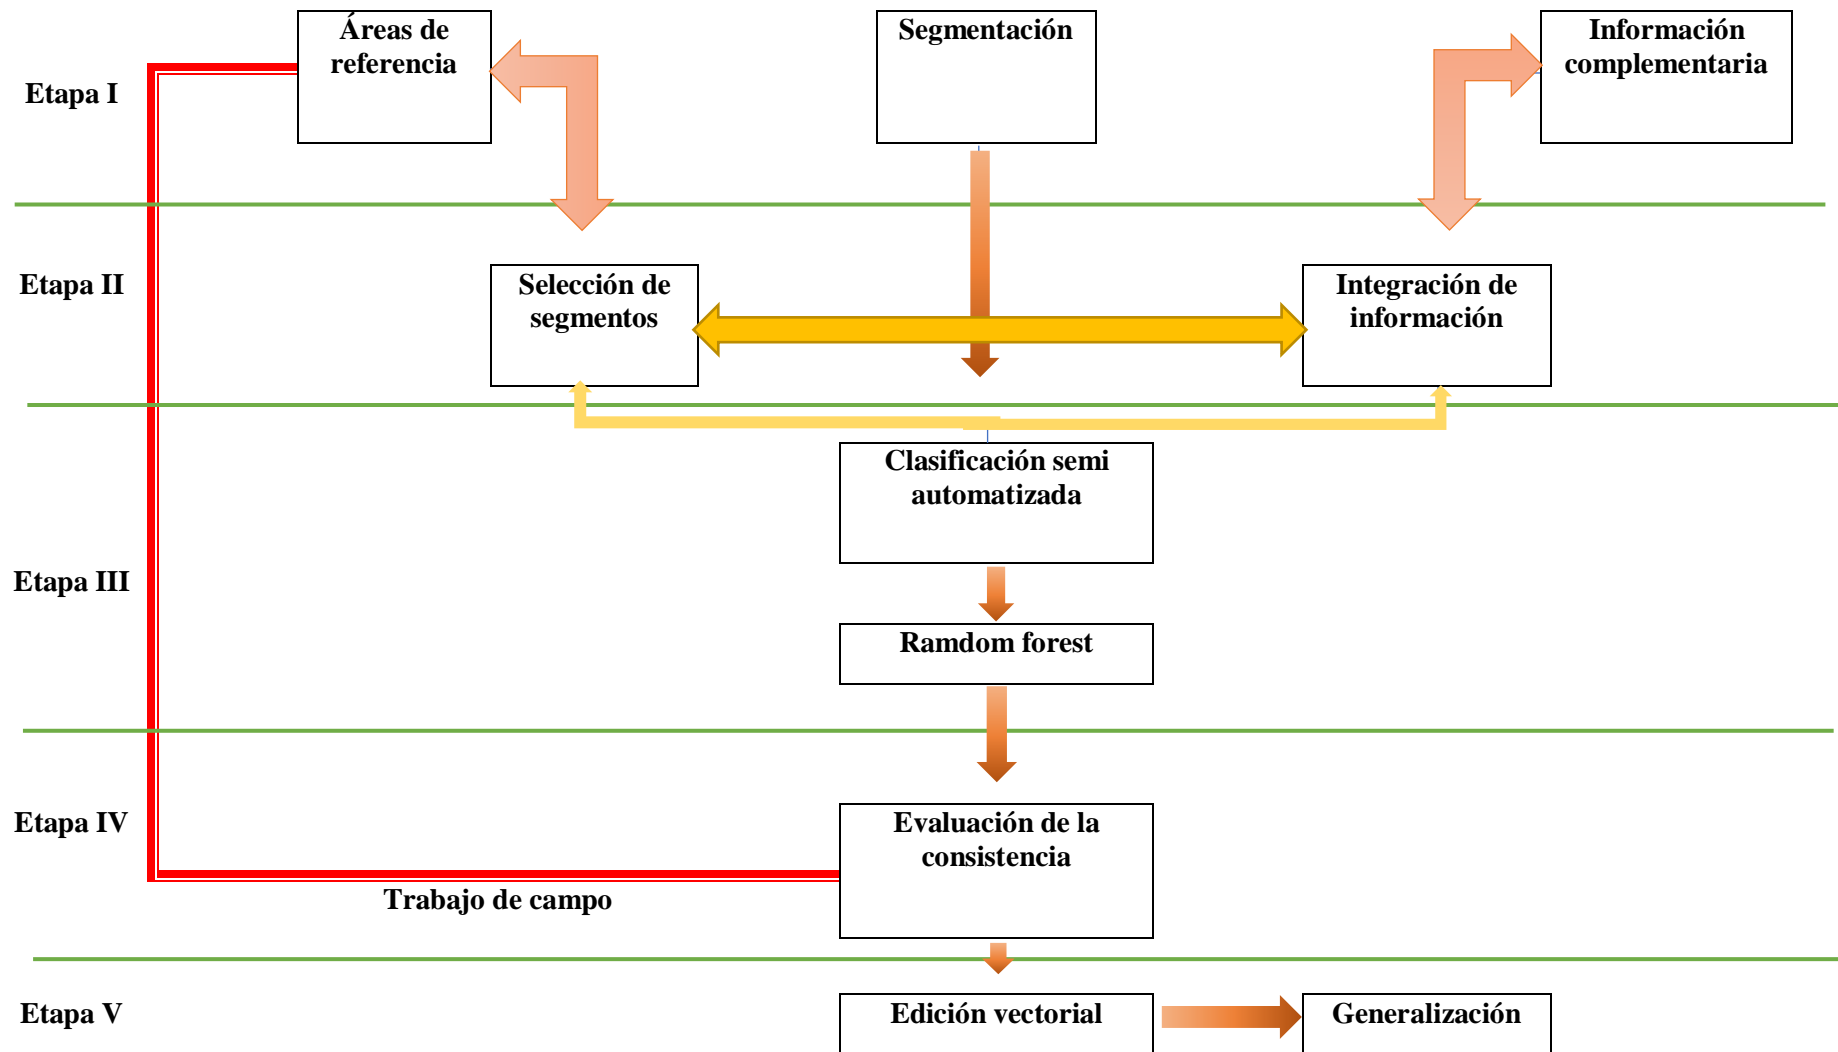 Áreas de
referencia
Segmentación
Información
complementaria
Etapa I
Etapa II
Selección de
segmentos
Integración de
información
Clasificación semi
automatizada
Etapa III
Ramdom forest
Etapa IV
Evaluación de la
consistencia
Trabajo de campo
Etapa V
Edición vectorial
Generalización